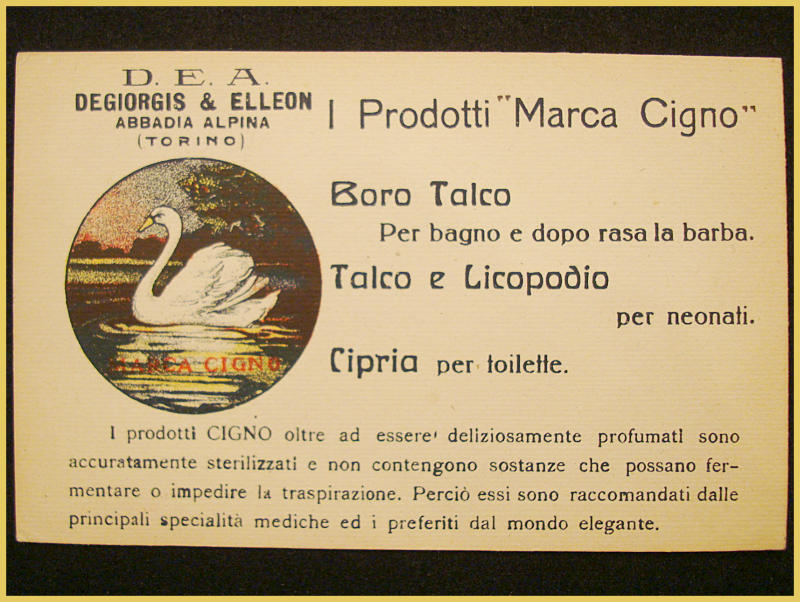 D. E. A.
DEGIORGIS & ELLEON
ABBADIA ALPINA
(TORINO)
I Prodotti "Marca Cigno"
Boro Talco
Per bagno e dopo rasa la barba.
Talco e Licopodio
per neonati.
Cipria per toilette.
MARCA CIGNO
I prodotti CIGNO oltre ad essere deliziosamente profumati sono
accuratamente sterilizzati e non contengono sostanze che possano fer-
mentare o impedire la traspirazione. Perciò essi sono raccomandati dalle
principali specialità mediche ed i preferiti dal mondo elegante.